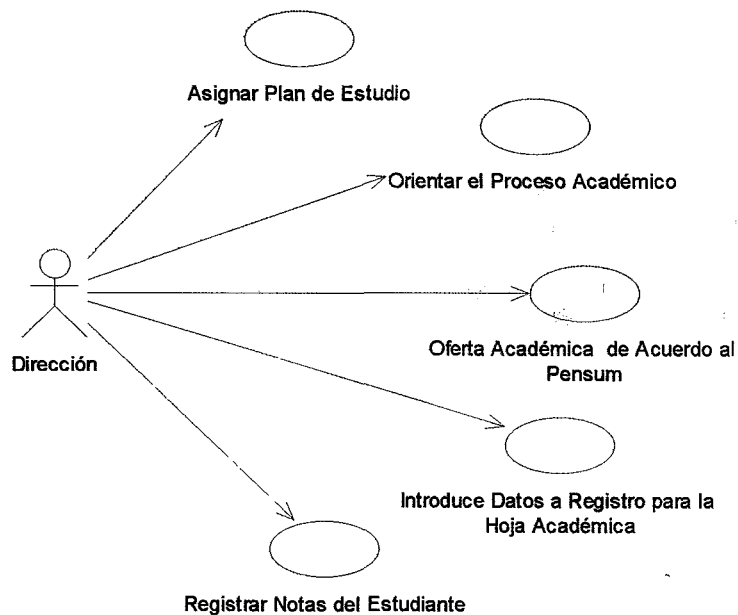 Asignar Plan de Estudio
Orientar el Proceso Académico
Dirección
Oferta Académica de Acuerdo al
Pensum
Introduce Datos a Registro para la
Hoja Académica
Registrar Notas del Estudiante